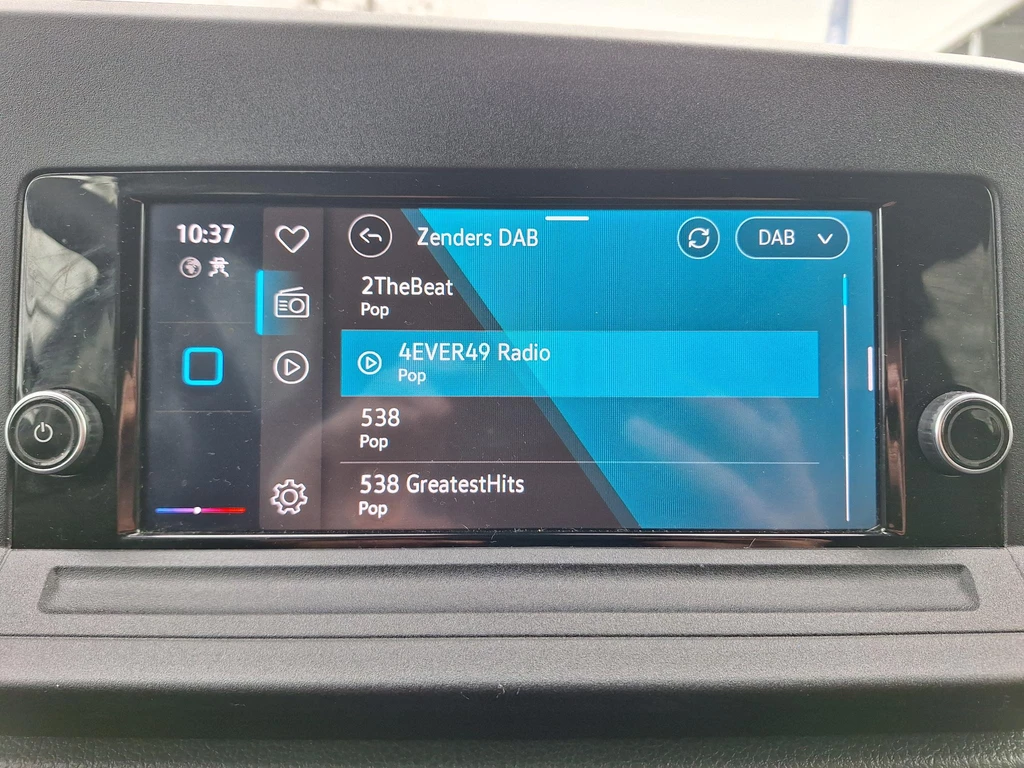 10:37
Zenders DAB
DAB
2TheBeat
Pop
4EVER49 Radio
Pop
538
Pop
538 GreatestHits
Pop